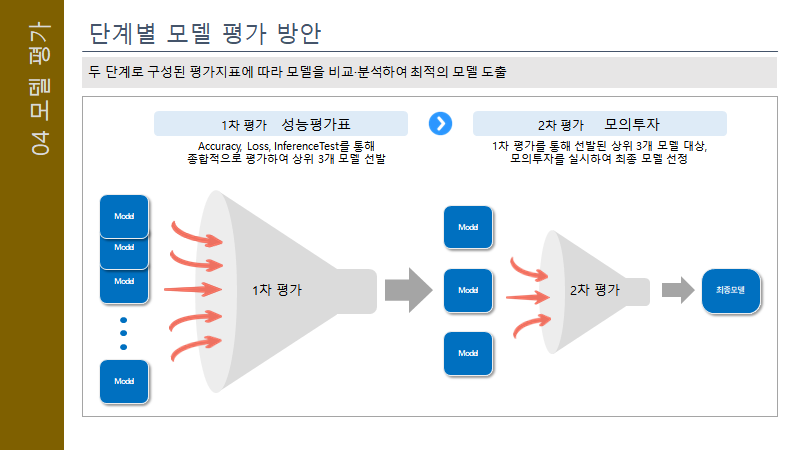 04 모델 평가
단계별 모델 평가 방안
두 단계로 구성된 평가지표에 따라 모델을 비교·분석하여 최적의 모델 도출
1차 평가 성능평가표
Accuracy, Loss, InferenceTest를 통해
종합적으로 평가하여 상위 3개 모델 선발
2차 평가 모의투자
1차 평가를 통해 선발된 상위 3개 모델 대상,
모의투자를 실시하여 최종 모델 선정
Model
Model
Model
Model
1차 평가
Model
Model
Model
2차 평가
최종모델